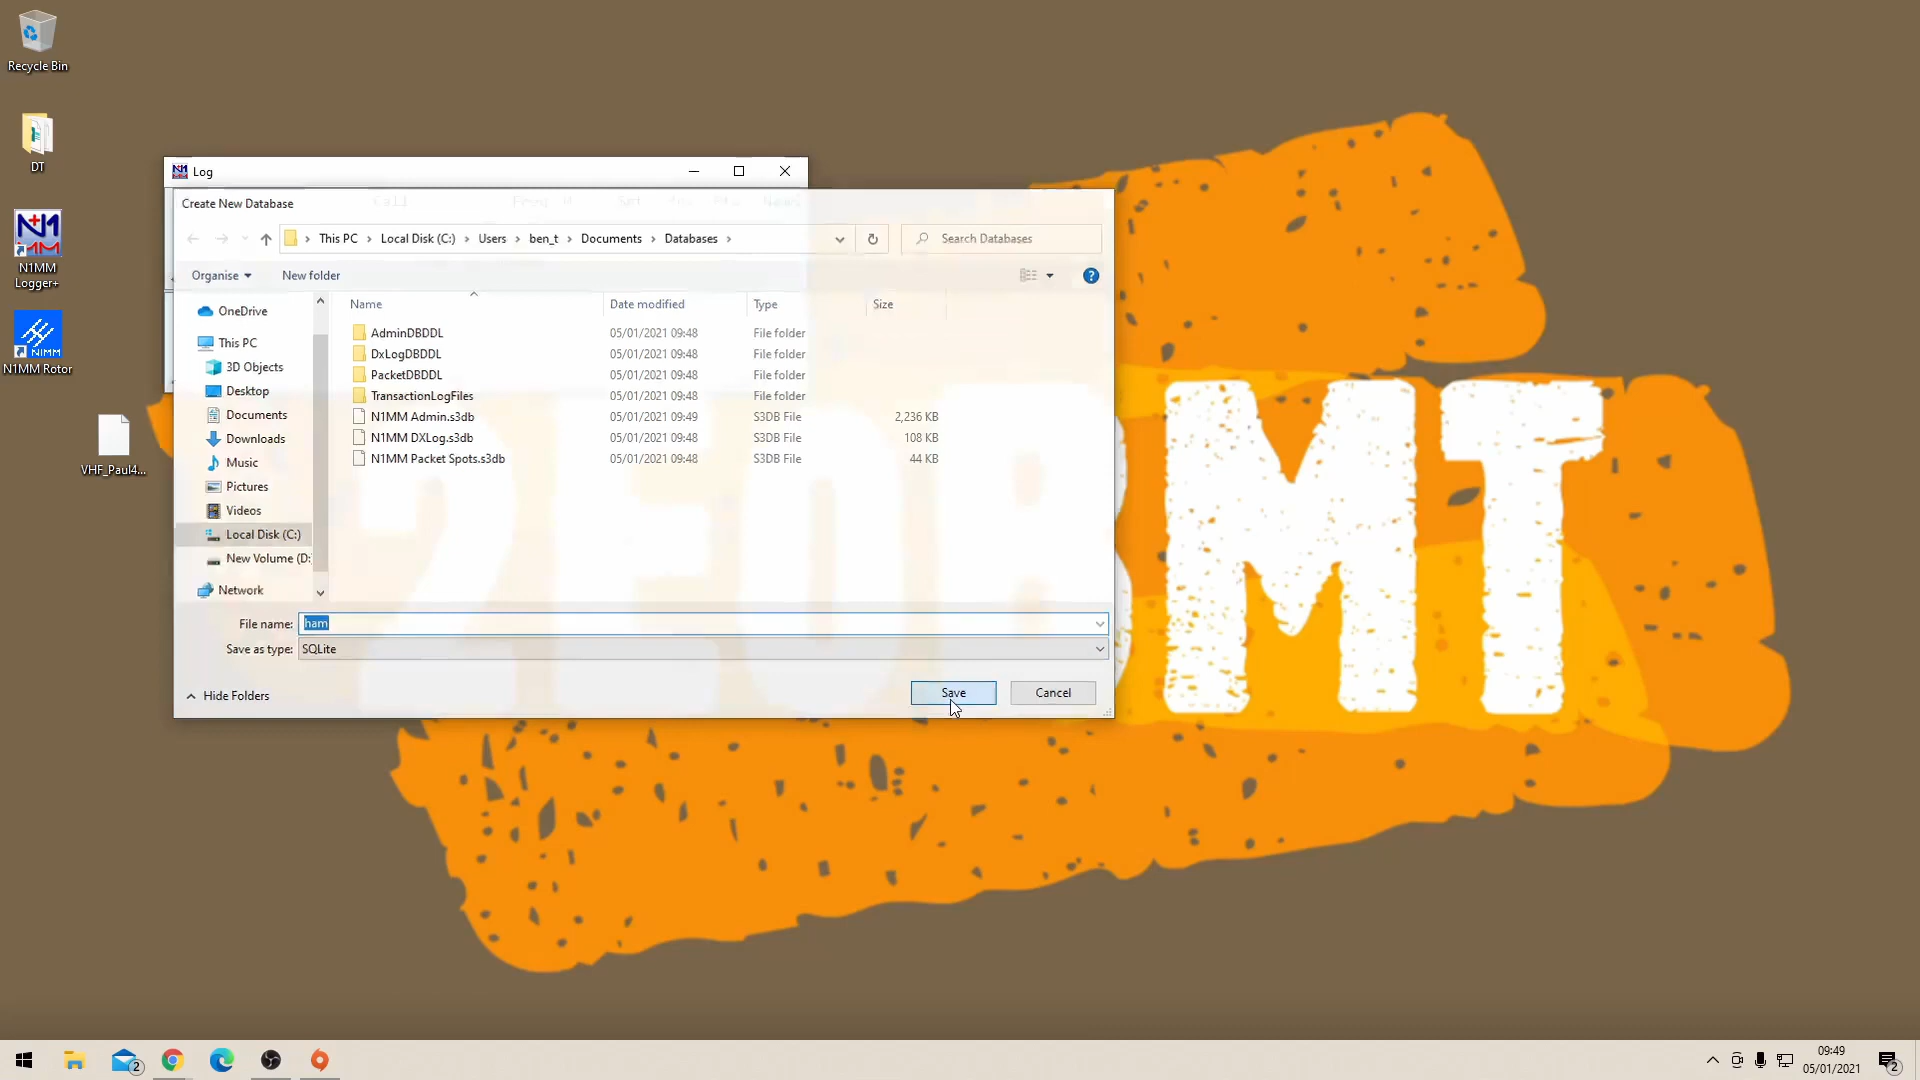 Recycle Bin
DT
N1MM
Logger+
N1MM Rotor
VHF_Paul4...
Log
Call
Create New Database
This PC > Local Disk (C:) > Users > ben_t > Documents > Databases >
Search Databases
Organise
New folder
Name
Date modified
Type
Size
OneDrive
This PC
3D Objects
Desktop
Documents
Downloads
Music
Pictures
Videos
Local Disk (C:)
New Volume (D:
Network
AdminDBDDL 05/01/2021 09:48 File folder
DxLogDBDDL 05/01/2021 09:48 File folder
PacketDBDDL 05/01/2021 09:48 File folder
TransactionLogFiles 05/01/2021 09:48 File folder
N1MM Admin.s3db 05/01/2021 09:49 S3DB File 2,236 KB
N1MM DXLog.s3db 05/01/2021 09:48 S3DB File 108 KB
N1MM Packet Spots.s3db 05/01/2021 09:48 S3DB File 44 KB
File name: ham
Save as type: SQLite
Hide Folders
Save
Cancel
2E0BMT
2
09:49
05/01/2021
2